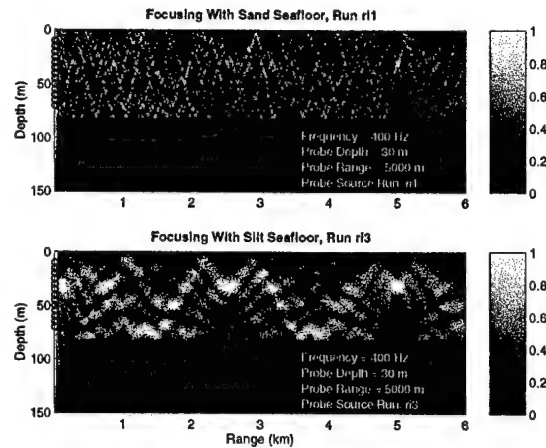 Focusing With Sand Seafloor, Run ri1
0
50
100
150
Depth (m)
Frequency = 400 Hz
Probe Depth = 30 m
Probe Range = 5000 m
Probe Source Run: ri1
1 2 3 4 5 6
1
0.8
0.6
0.4
0.2
0
Focusing With Silt Seafloor, Run ri3
0
50
100
150
Depth (m)
Frequency = 400 Hz
Probe Depth = 30 m
Probe Range = 5000 m
Probe Source Run: ri3
1 2 3 4 5 6
Range (km)
1
0.8
0.6
0.4
0.2
0